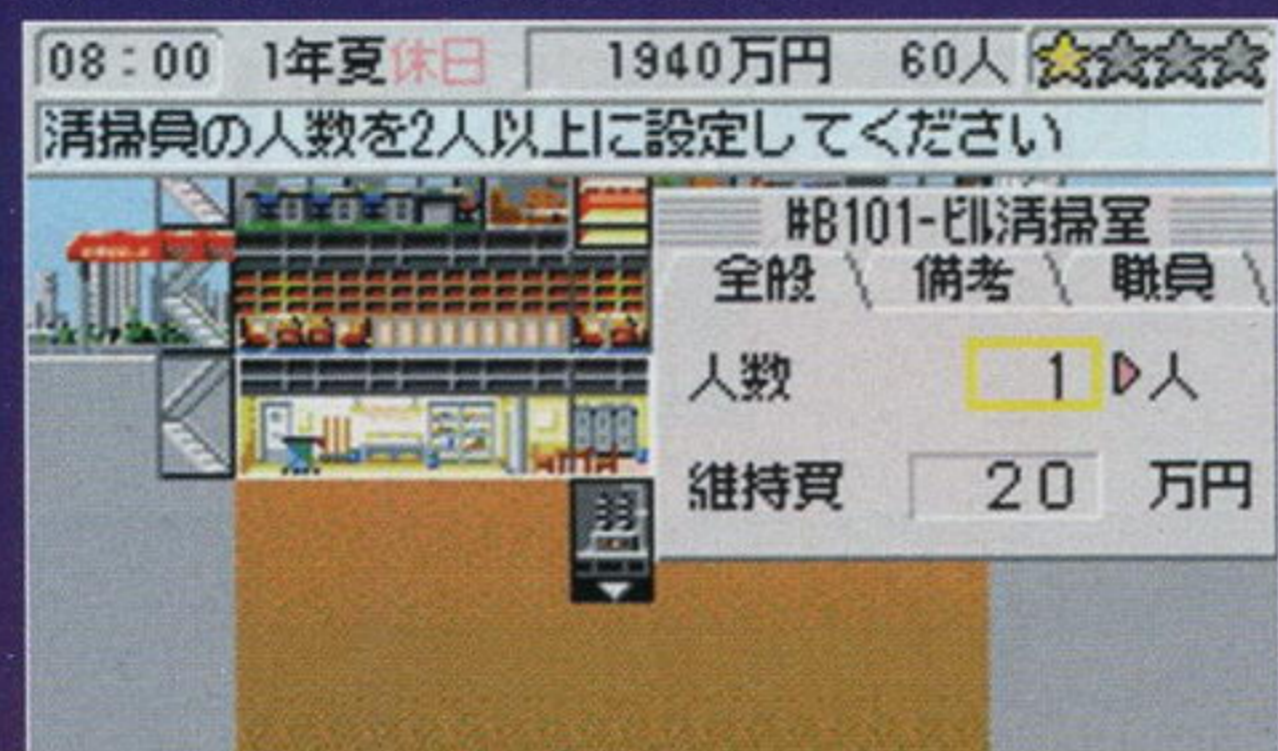 08:00 1年夏休日 1940万円 60人
清掃員の人数を2人以上に設定してください
#B101-ビル清掃室
全般 備考 職員
人数 1 人
維持費 20 万円